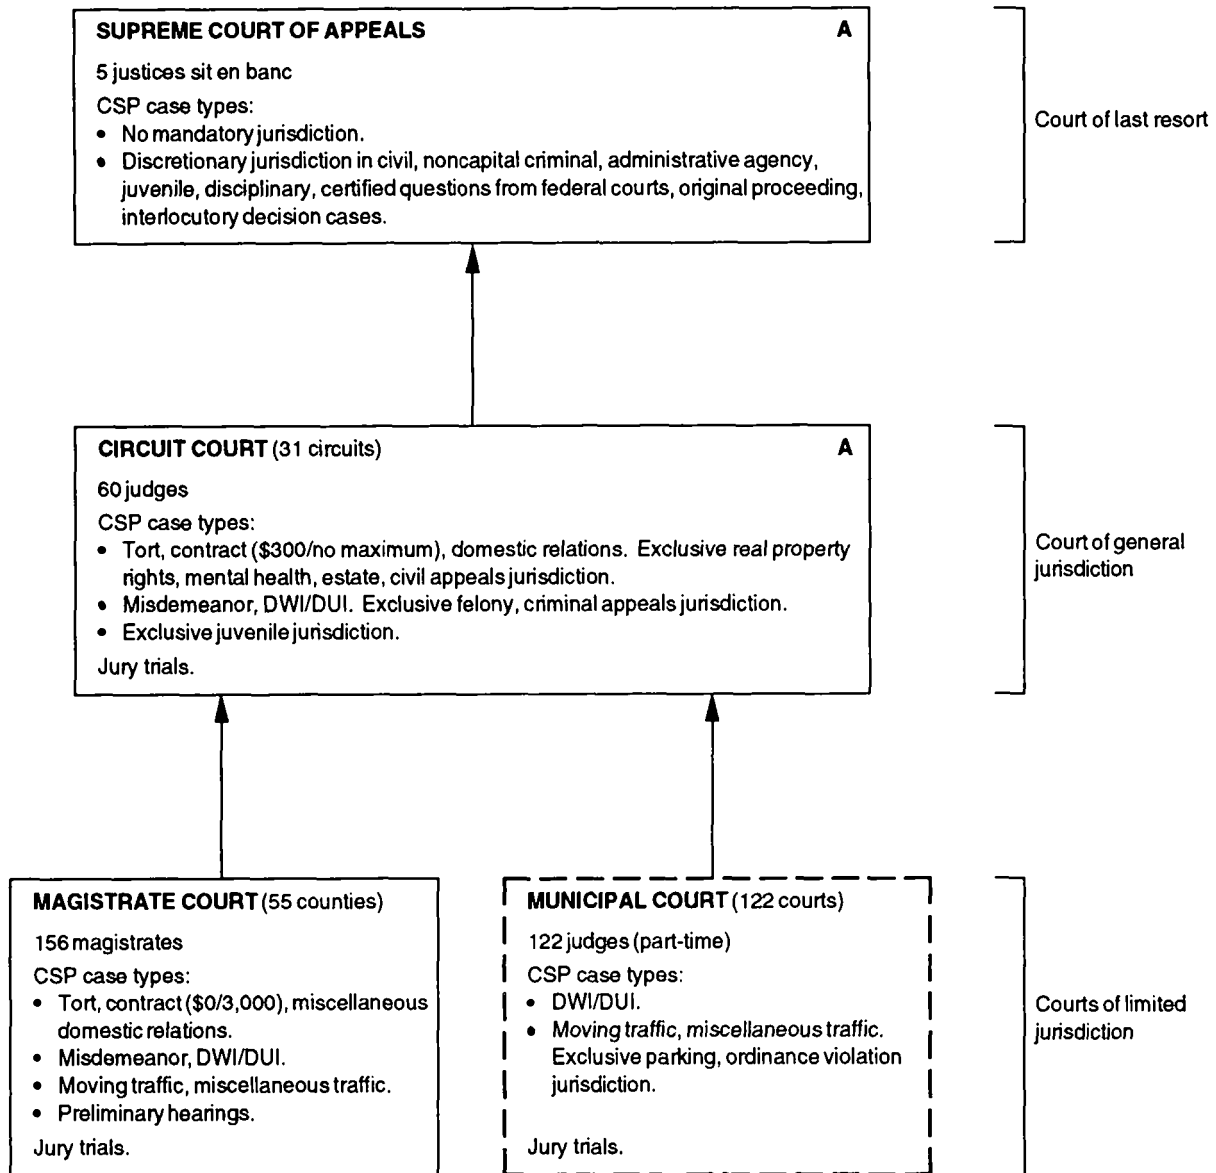 SUPREME COURT OF APPEALS A
5 justices sit en banc
CSP case types:
• No mandatory jurisdiction.
• Discretionary jurisdiction in civil, noncapital criminal, administrative agency,
juvenile, disciplinary, certified questions from federal courts, original proceeding,
interlocutory decision cases.
Court of last resort
CIRCUIT COURT (31 circuits) A
60 judges
CSP case types:
• Tort, contract ($300/no maximum), domestic relations. Exclusive real property
rights, mental health, estate, civil appeals jurisdiction.
• Misdemeanor, DWI/DUI. Exclusive felony, criminal appeals jurisdiction.
• Exclusive juvenile jurisdiction.
Jury trials.
Court of general
jurisdiction
MAGISTRATE COURT (55 counties)
156 magistrates
CSP case types:
• Tort, contract ($0/3,000), miscellaneous
domestic relations.
• Misdemeanor, DWI/DUI.
• Moving traffic, miscellaneous traffic.
• Preliminary hearings.
Jury trials.
MUNICIPAL COURT (122 courts)
122 judges (part-time)
CSP case types:
• DWI/DUI.
• Moving traffic, miscellaneous traffic.
Exclusive parking, ordinance violation
jurisdiction.
Jury trials.
Courts of limited
jurisdiction